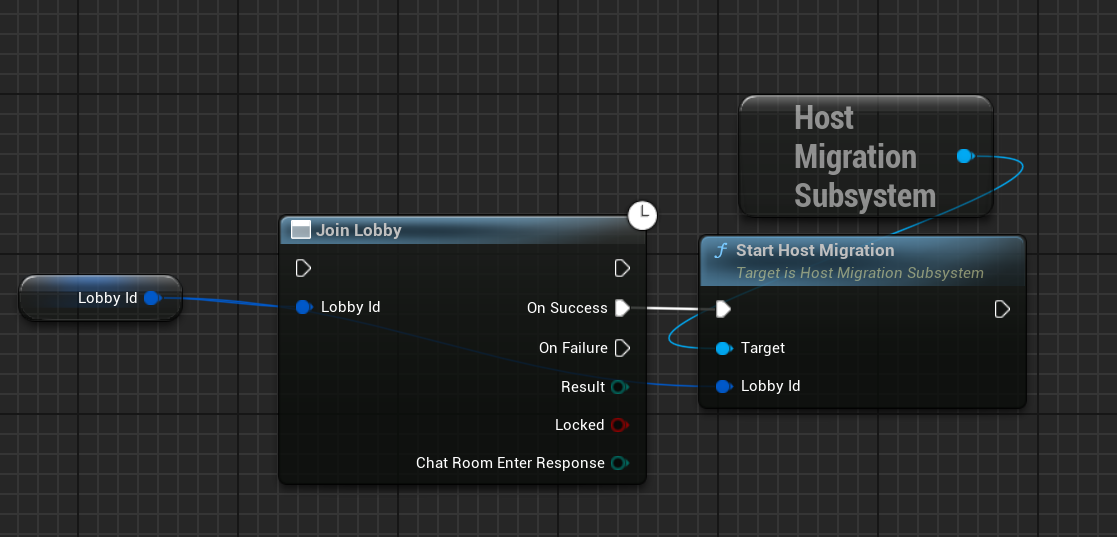 Host
Migration
Subsystem
Join Lobby
Lobby Id
Lobby Id
On Success
On Failure
Result
Locked
Chat Room Enter Response
f Start Host Migration
Target is Host Migration Subsystem
Target
Lobby Id